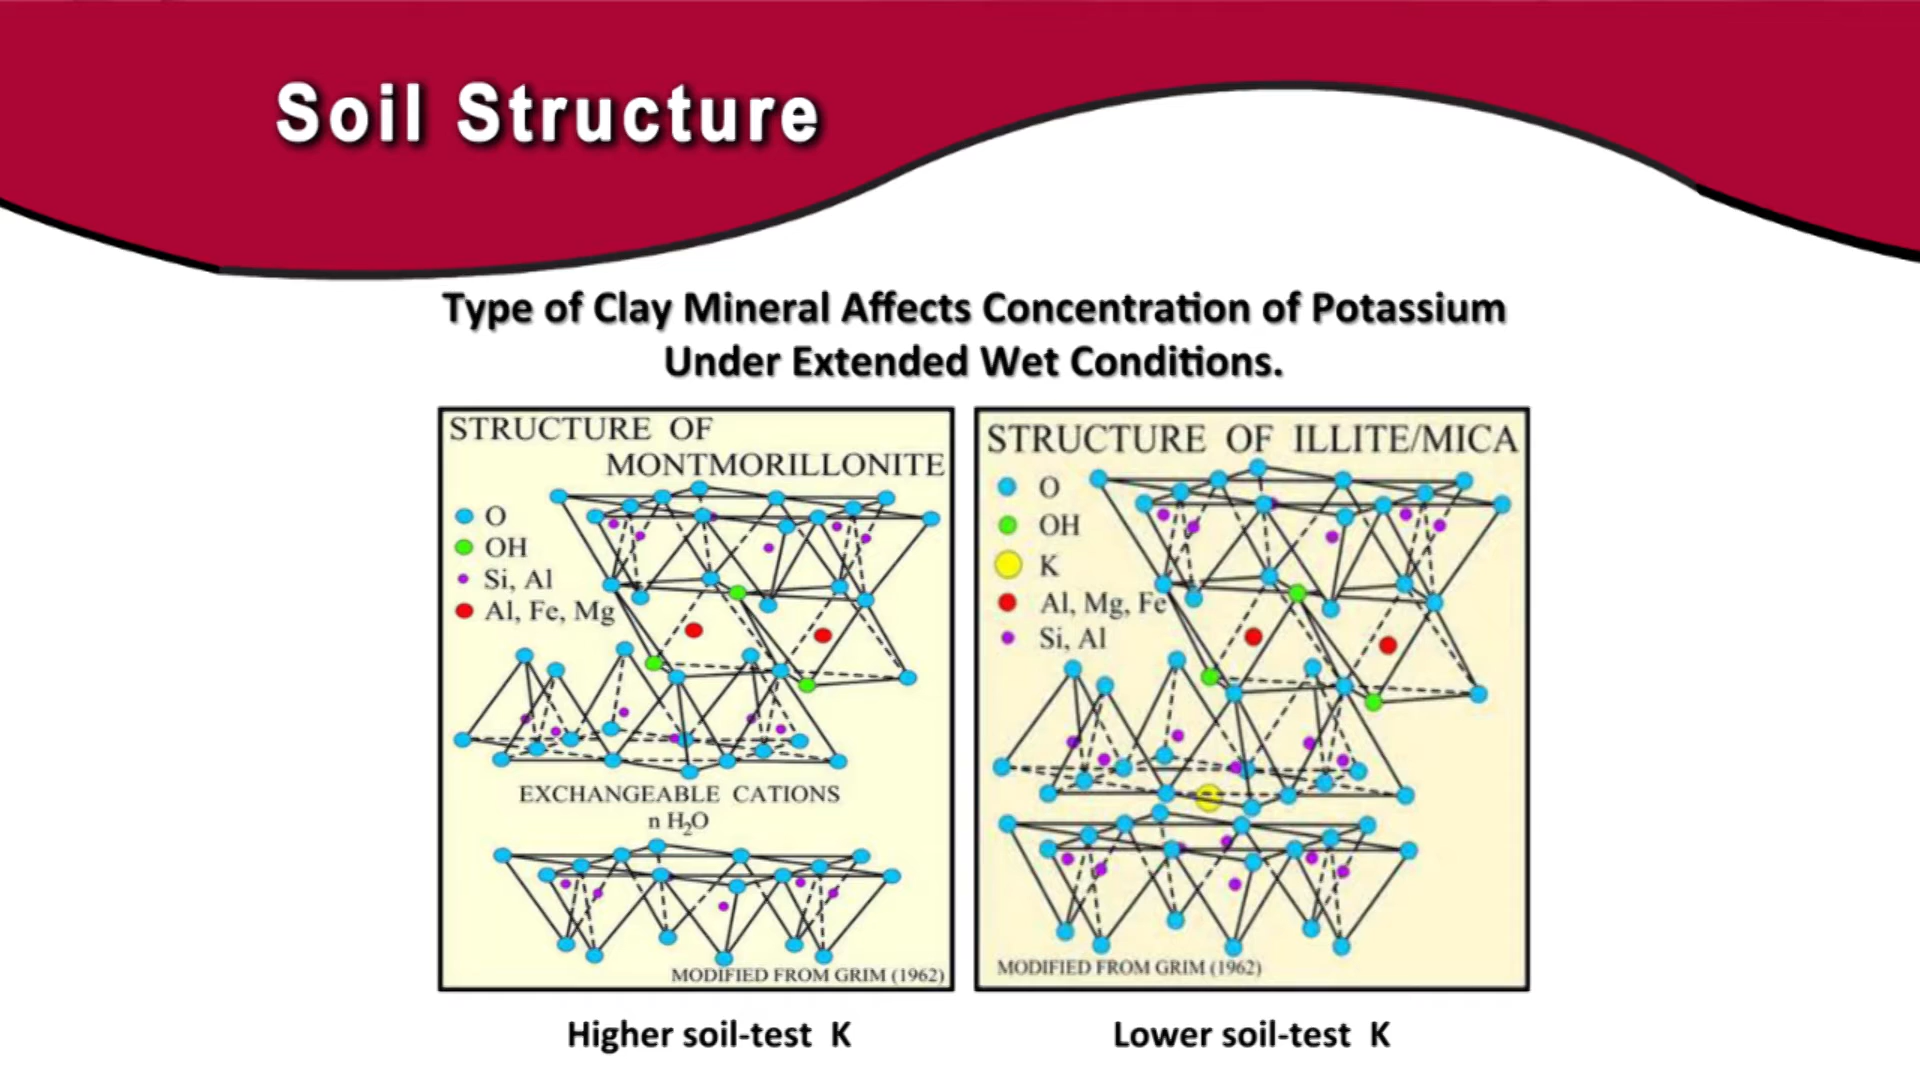 Soil Structure
Type of Clay Mineral Affects Concentration of Potassium
Under Extended Wet Conditions.
STRUCTURE OF
MONTMORILLONITE
O
OH
Si, Al
Al, Fe, Mg
EXCHANGEABLE CATIONS
n H₂O
MODIFIED FROM GRIM (1962)
Higher soil-test K
STRUCTURE OF ILLITE/MICA
O
OH
K
Al, Mg, Fe
Si, Al
MODIFIED FROM GRIM (1962)
Lower soil-test K